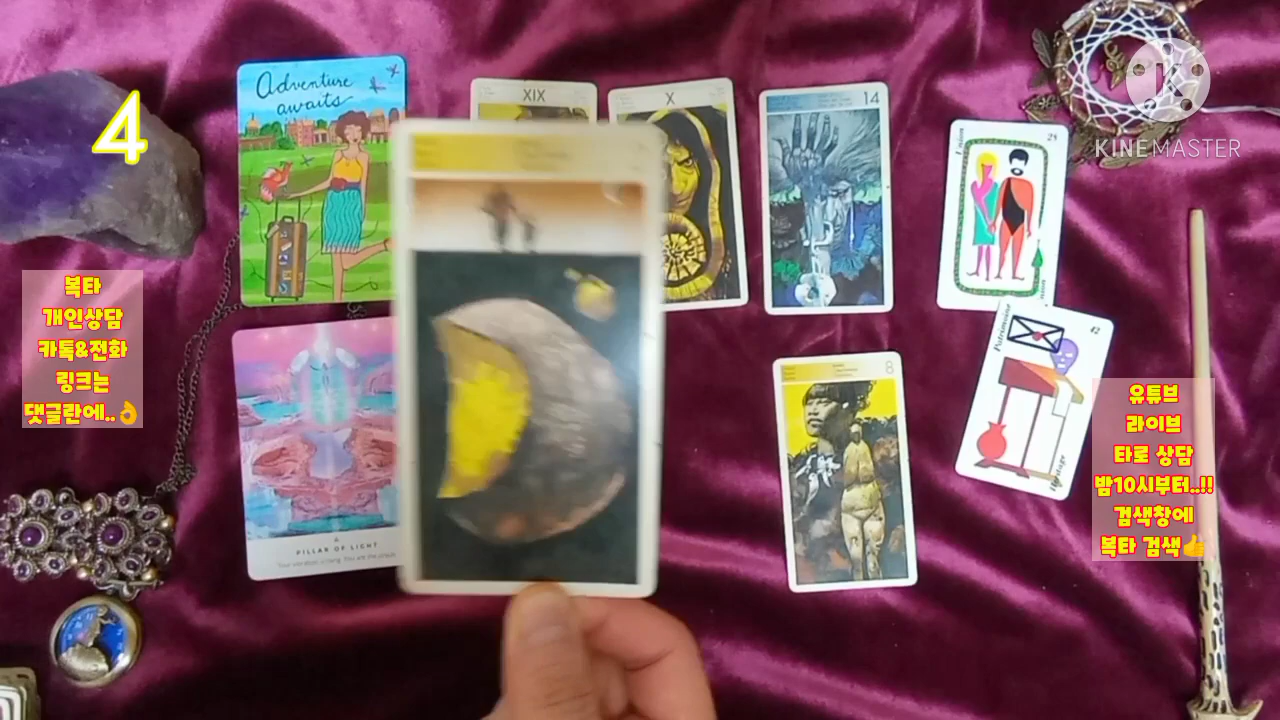 4
Adventure
awaits
XIX
X
14
Union
25
KINEMASTER
복타
개인상담
카톡&전화
링크는
댓글란에..👌
8
Patrimoine
42
Heritage
유튜브
라이브
타로 상담
밤10시부터..!!
검색창에
복타 검색👍
PILLAR OF LIGHT